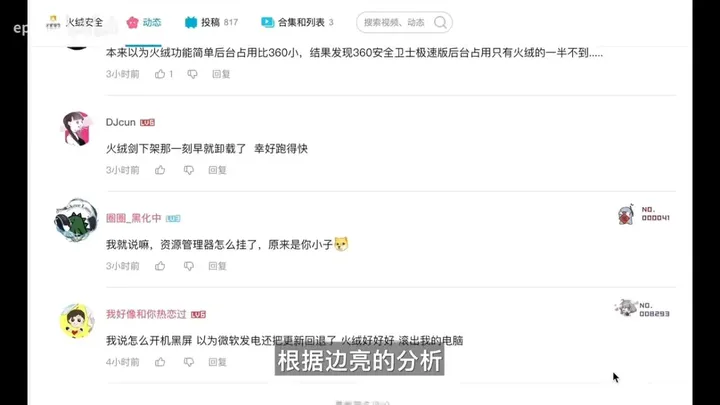 火绒安全 动态 投稿 817 合集和列表 3 搜索视频、动态
ep
本来以为火绒功能简单后台占用比360小，结果发现360安全卫士极速版后台占用只有火绒的一半不到.....
3小时前 1 回复
DJcun LV6
火绒剑下架那一刻早就卸载了 幸好跑得快
3小时前 回复
圈圈_黑化中
NO.
000041
我就说嘛，资源管理器怎么挂了，原来是你小子
3小时前 回复
我好像和你热恋过 LV6
NO.
008293
我说怎么开机黑屏 以为微软发电还把更新回退了 火绒好好好 滚出我的电脑
4小时前 回复
根据边亮的分析